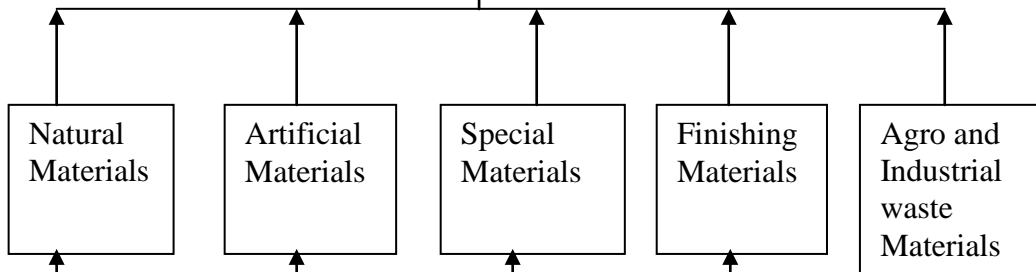 Natural
Materials
Artificial
Materials
Special
Materials
Finishing
Materials
Agro and
Industrial
waste
Materials